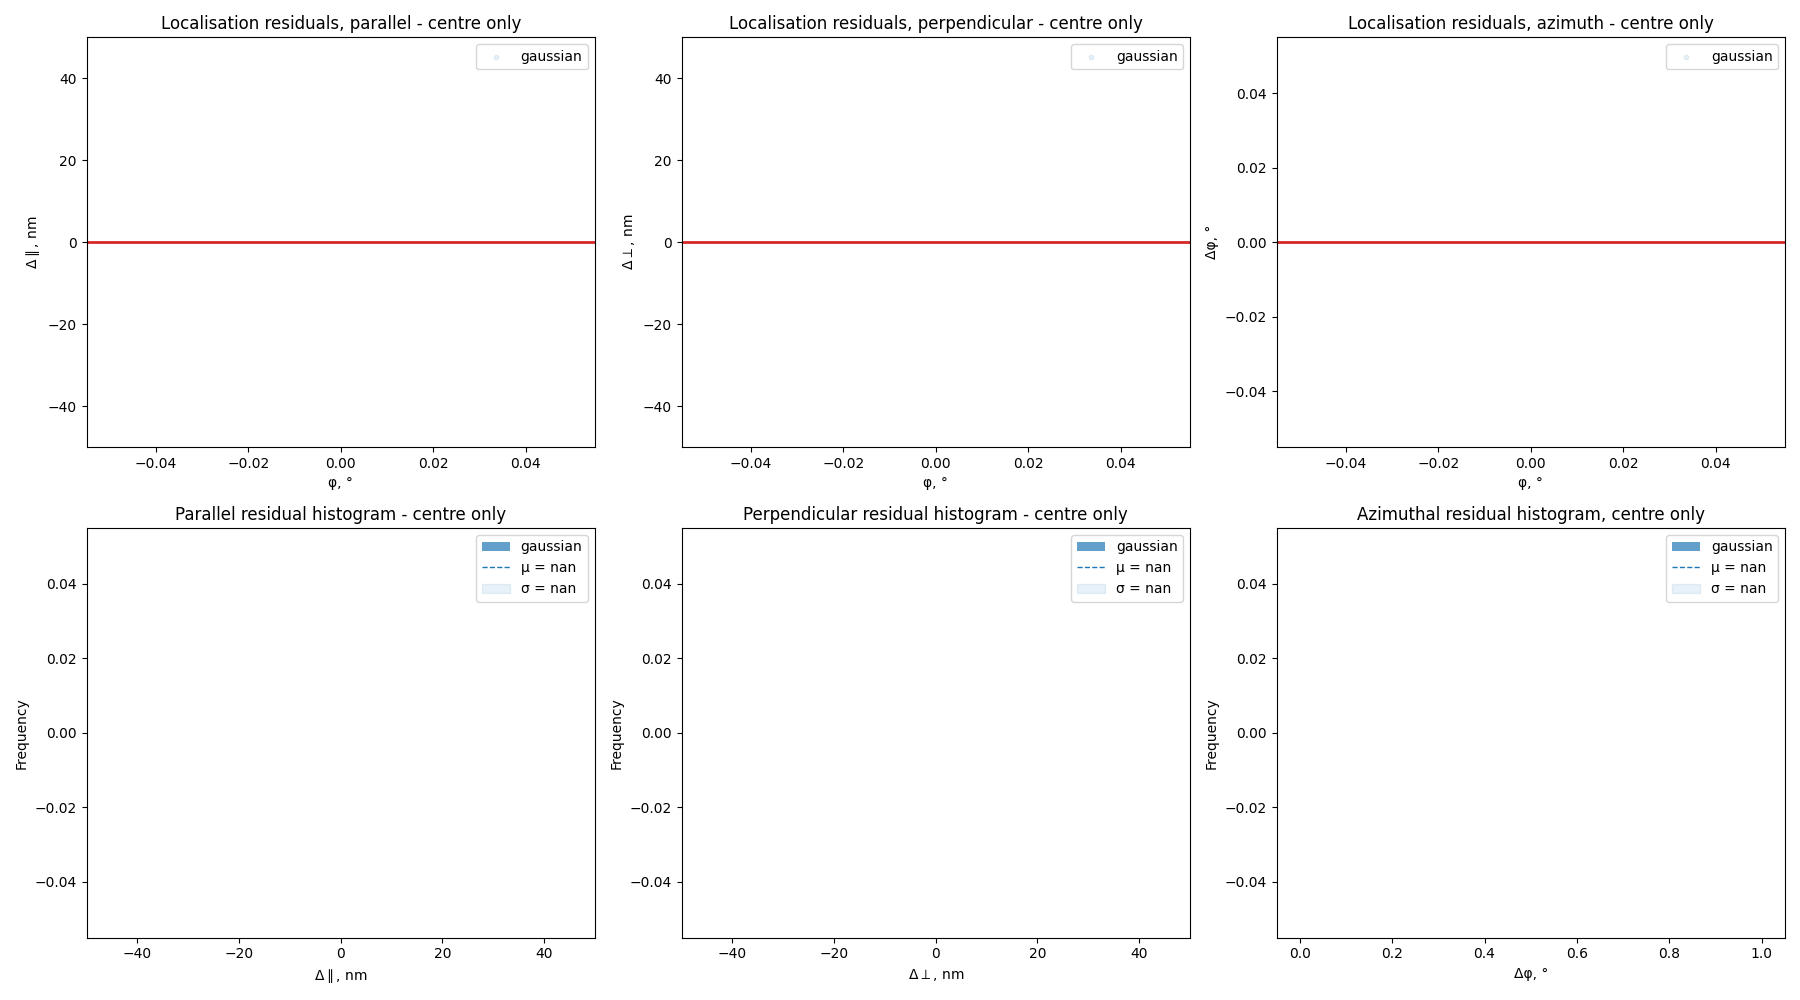 Localisation residuals, parallel - centre only
gaussian
40
20
0
−20
−40
Δ∥, nm
−0.04 −0.02 0.00 0.02 0.04
φ, °
Localisation residuals, perpendicular - centre only
gaussian
40
20
0
−20
−40
Δ⊥, nm
−0.04 −0.02 0.00 0.02 0.04
φ, °
Localisation residuals, azimuth - centre only
gaussian
0.04
0.02
0.00
−0.02
−0.04
Δφ, °
−0.04 −0.02 0.00 0.02 0.04
φ, °
Parallel residual histogram - centre only
gaussian
μ = nan
σ = nan
0.04
0.02
0.00
−0.02
−0.04
Frequency
−40 −20 0 20 40
Δ∥, nm
Perpendicular residual histogram - centre only
gaussian
μ = nan
σ = nan
0.04
0.02
0.00
−0.02
−0.04
Frequency
−40 −20 0 20 40
Δ⊥, nm
Azimuthal residual histogram, centre only
gaussian
μ = nan
σ = nan
0.04
0.02
0.00
−0.02
−0.04
Frequency
0.0 0.2 0.4 0.6 0.8 1.0
Δφ, °